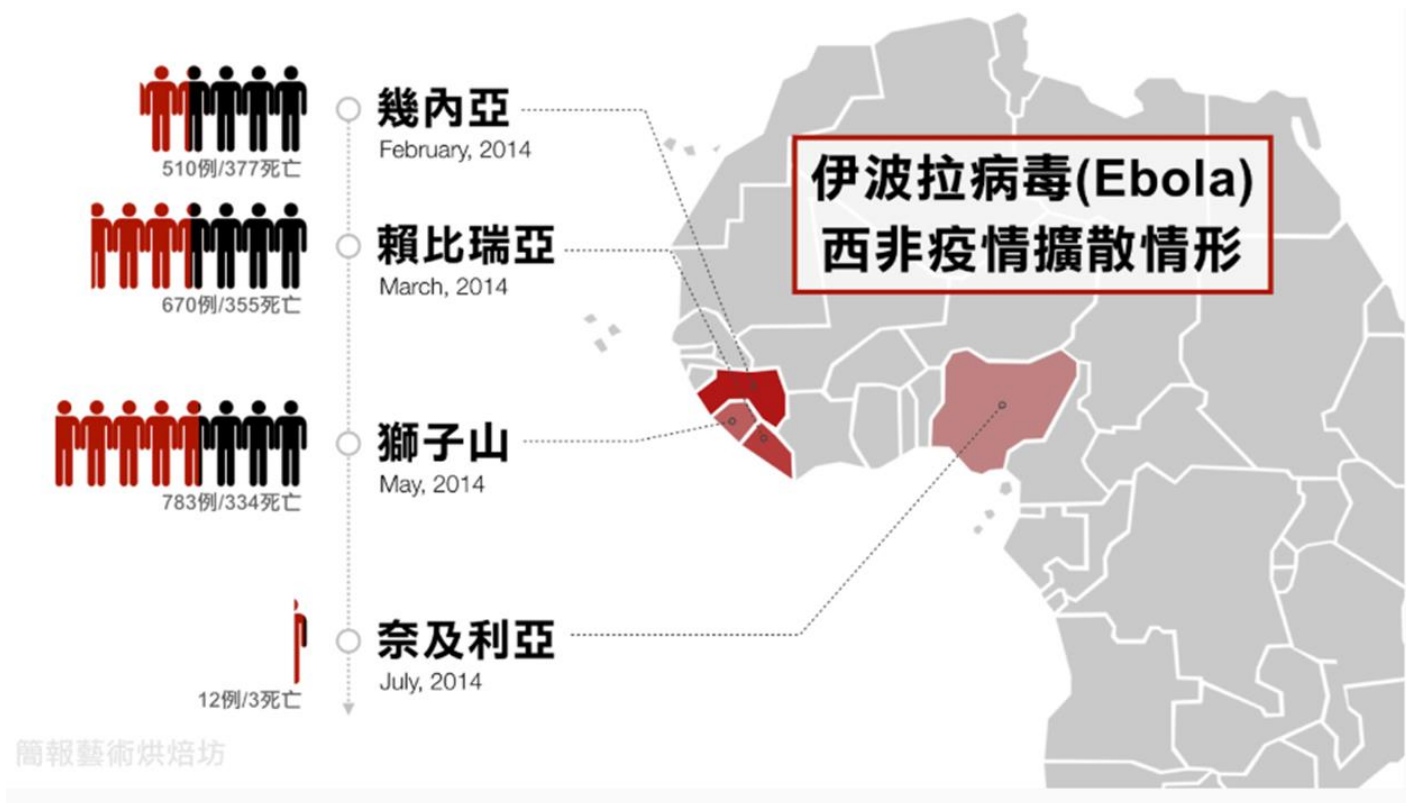 伊波拉病毒(Ebola)
西非疫情擴散情形
幾內亞
February, 2014
510例/377死亡
賴比瑞亞
March, 2014
670例/355死亡
獅子山
May, 2014
783例/334死亡
奈及利亞
July, 2014
12例/3死亡
簡報藝術烘焙坊